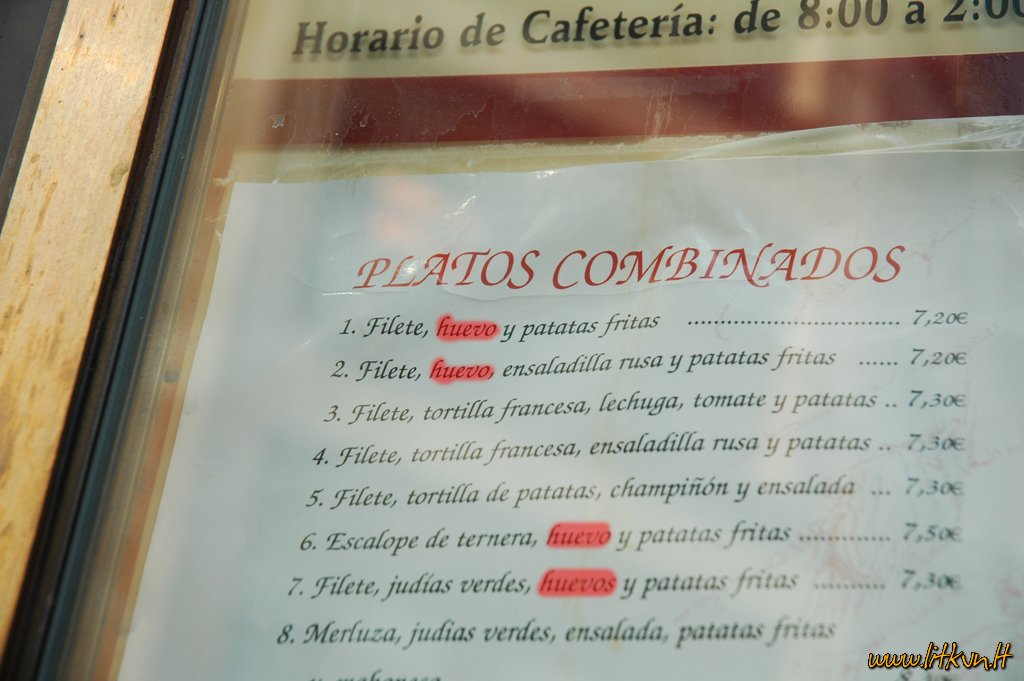 Horario de Cafetería: de 8:00 a 2:00
PLATOS COMBINADOS
1. Filete, huevo y patatas fritas .............................. 7,20€
2. Filete, huevo, ensaladilla rusa y patatas fritas ...... 7,20€
3. Filete, tortilla francesa, lechuga, tomate y patatas .. 7,30€
4. Filete, tortilla francesa, ensaladilla rusa y patatas .. 7,30€
5. Filete, tortilla de patatas, champiñón y ensalada ... 7,30€
6. Escalope de ternera, huevo y patatas fritas ............. 7,50€
7. Filete, judías verdes, huevos y patatas fritas .......... 7,30€
8. Merluza, judias verdes, ensalada, patatas fritas
y mahonesa
www.litkvn.lt